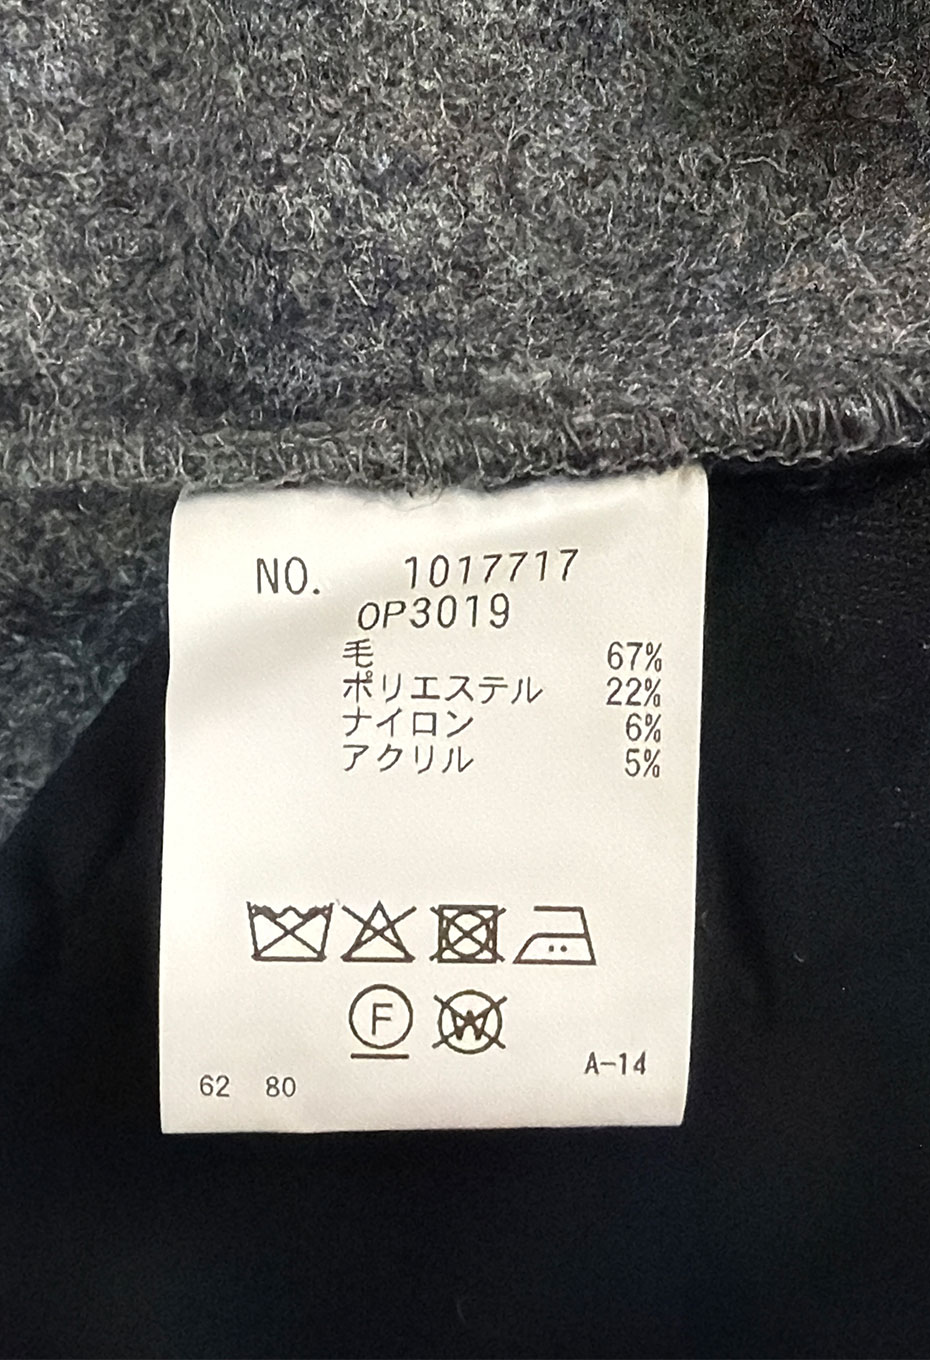 NO. 1017717
OP3019
毛 67%
ポリエステル 22%
ナイロン 6%
アクリル 5%
F W
A-14
62 80